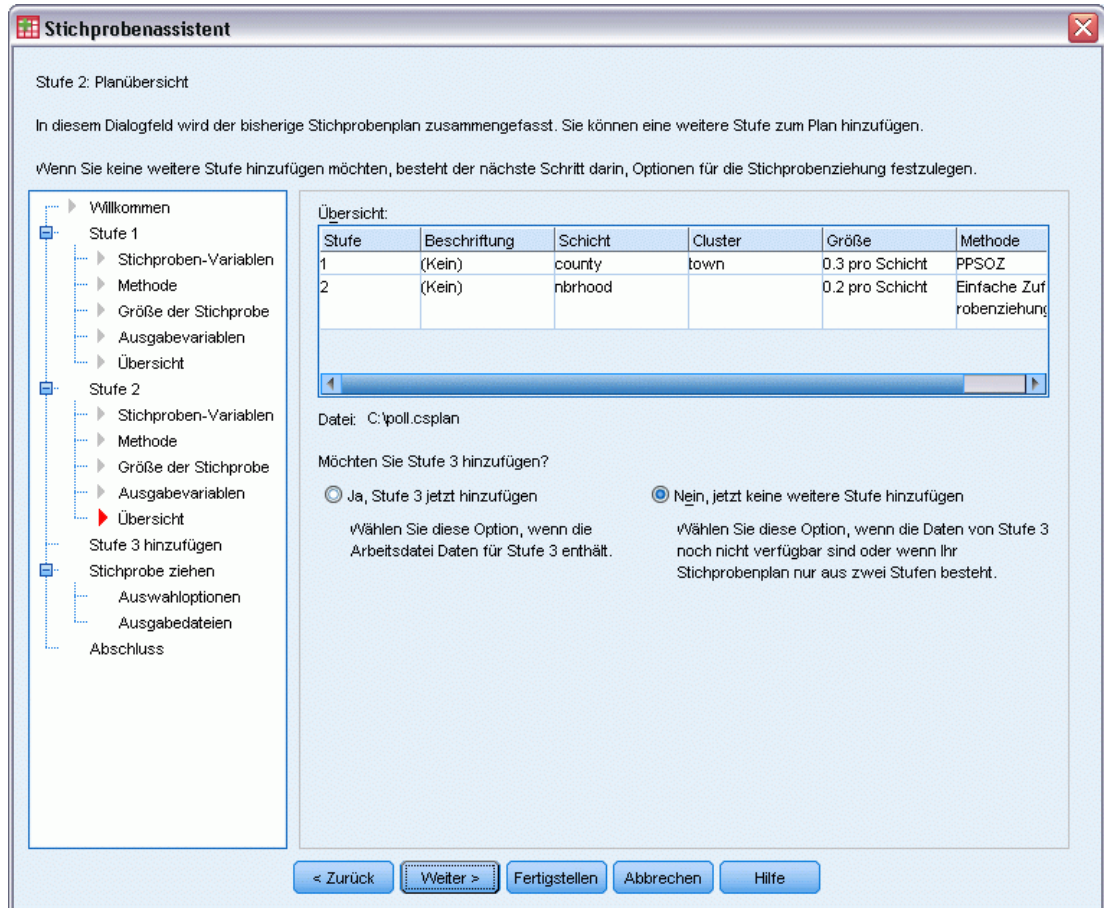 Stichprobenassistent
Stufe 2: Planübersicht
In diesem Dialogfeld wird der bisherige Stichprobenplan zusammengefasst. Sie können eine weitere Stufe zum Plan hinzufügen.
Wenn Sie keine weitere Stufe hinzufügen möchten, besteht der nächste Schritt darin, Optionen für die Stichprobenziehung festzulegen.
Willkommen
Stufe 1
Stichproben-Variablen
Methode
Größe der Stichprobe
Ausgabevariablen
Übersicht
Stufe 2
Stichproben-Variablen
Methode
Größe der Stichprobe
Ausgabevariablen
Übersicht
Stufe 3 hinzufügen
Stichprobe ziehen
Auswahloptionen
Ausgabedateien
Abschluss
Übersicht:
Stufe Beschriftung Schicht Cluster Größe Methode
1 (Kein) county town 0.3 pro Schicht PPSOZ
2 (Kein) nbrhood 0.2 pro Schicht Einfache Zuf
robenziehung
Datei: C:\poll.csplan
Möchten Sie Stufe 3 hinzufügen?
Ja, Stufe 3 jetzt hinzufügen
Wählen Sie diese Option, wenn die
Arbeitsdatei Daten für Stufe 3 enthält.
Nein, jetzt keine weitere Stufe hinzufügen
Wählen Sie diese Option, wenn die Daten von Stufe 3
noch nicht verfügbar sind oder wenn Ihr
Stichprobenplan nur aus zwei Stufen besteht.
< Zurück Weiter > Fertigstellen Abbrechen Hilfe